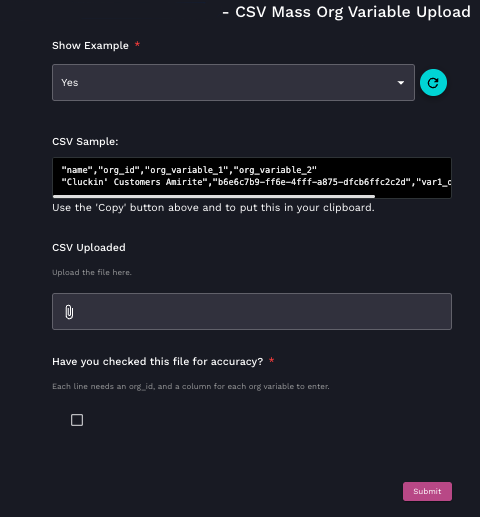 - CSV Mass Org Variable Upload
Show Example *
Yes
CSV Sample:
"name","org_id","org_variable_1","org_variable_2"
"Cluckin' Customers Amirite","b6e6c7b9-ff6e-4fff-a875-dfcb6ffc2c2d","var1_
Use the 'Copy' button above and to put this in your clipboard.
CSV Uploaded
Upload the file here.
Have you checked this file for accuracy? *
Each line needs an org_id, and a column for each org variable to enter.
Submit